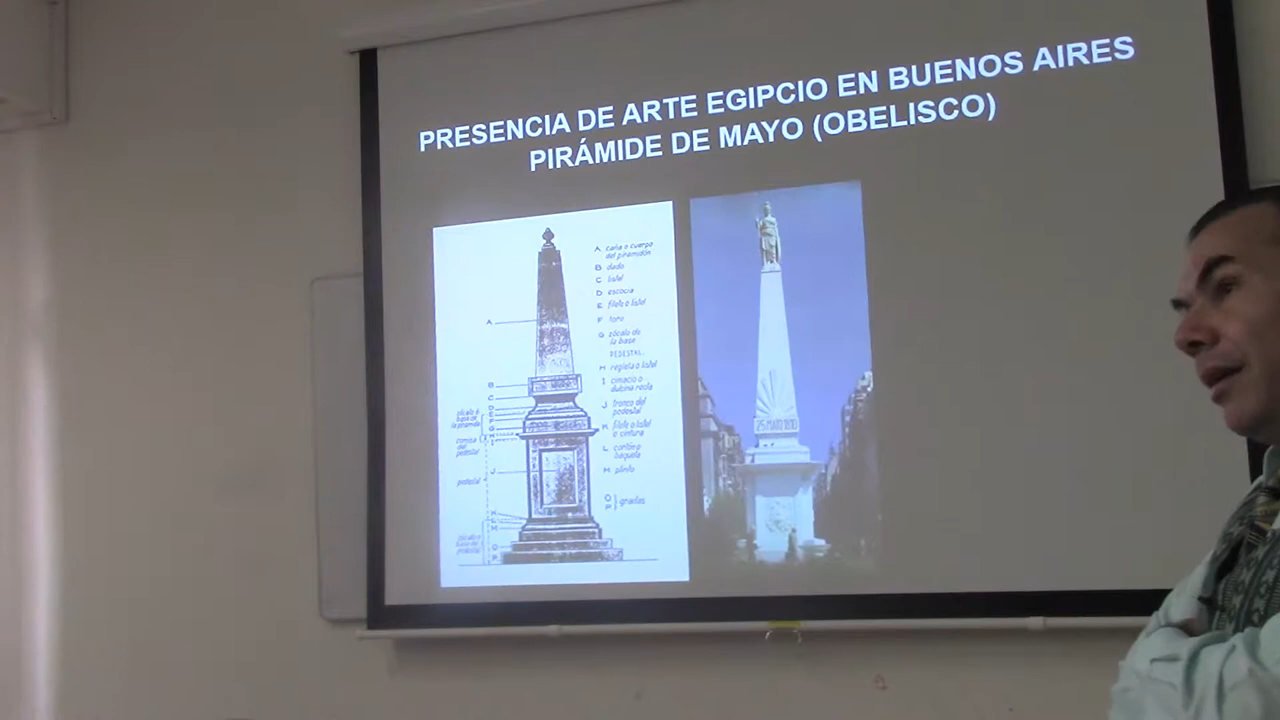 PRESENCIA DE ARTE EGIPCIO EN BUENOS AIRES
PIRÁMIDE DE MAYO (OBELISCO)
A caña o cuerpo
del piramidón
B dado
C listel
D escocia
E filete o listel
F toro
G zócalo de
la base
PEDESTAL
H regleta o listel
I cimacio o
J tronco del
pedestal
K filete o listel
o cintura
L
M plinto
O
P gradas
A
B
C
D
E
F
G
H
I
J
pedestal
M
O
P
25 MAYO 1810